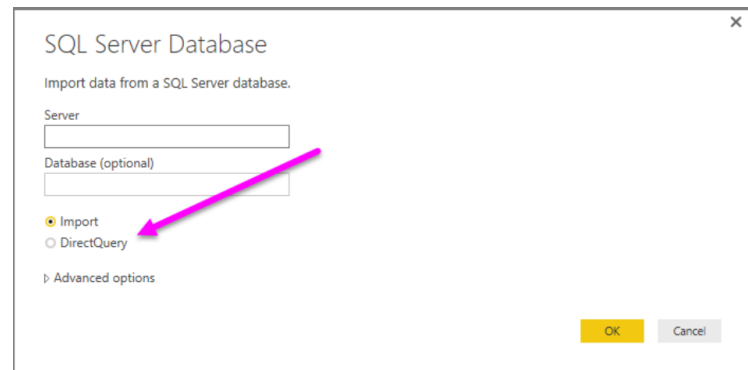 SQL Server Database
Import data from a SQL Server database.
Server
Database (optional)
Import
DirectQuery
Advanced options
OK Cancel